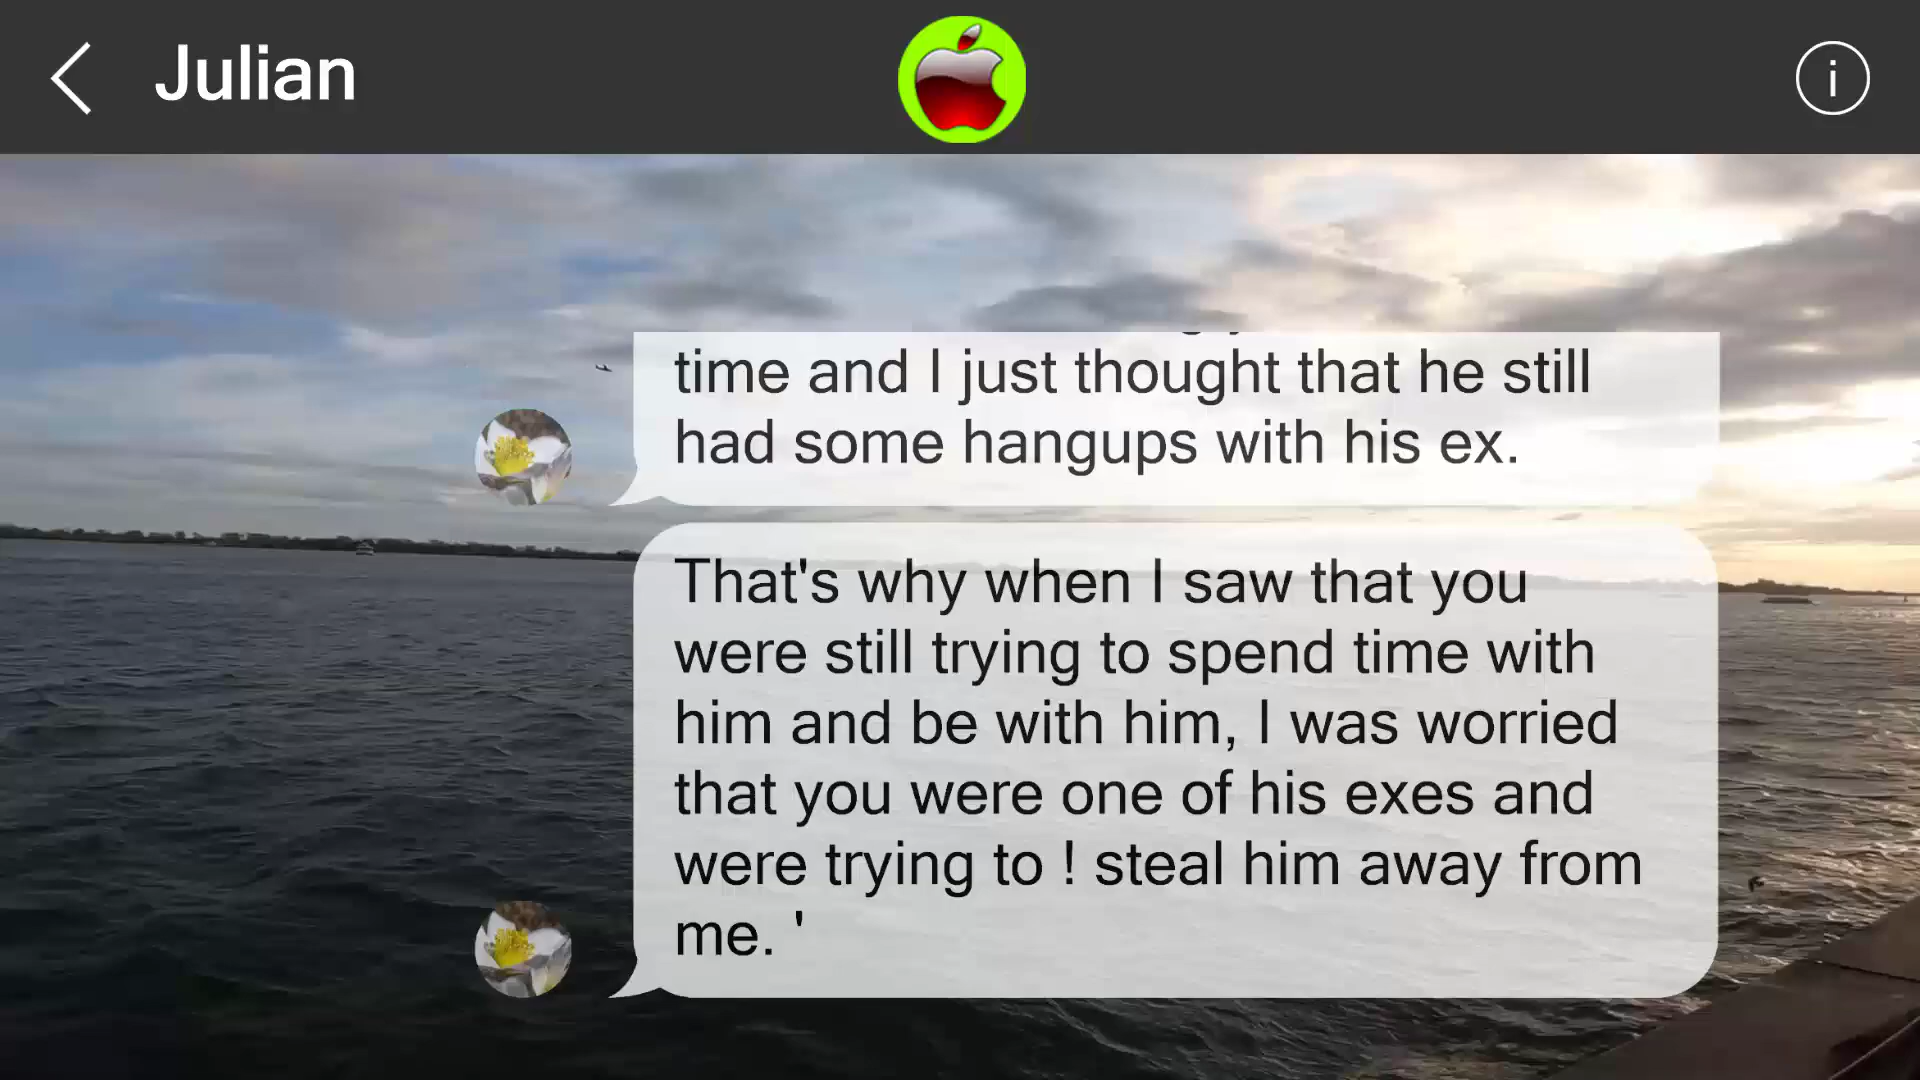 Julian
i
time and I just thought that he still
had some hangups with his ex.
That's why when I saw that you
were still trying to spend time with
him and be with him, I was worried
that you were one of his exes and
were trying to ! steal him away from
me. '